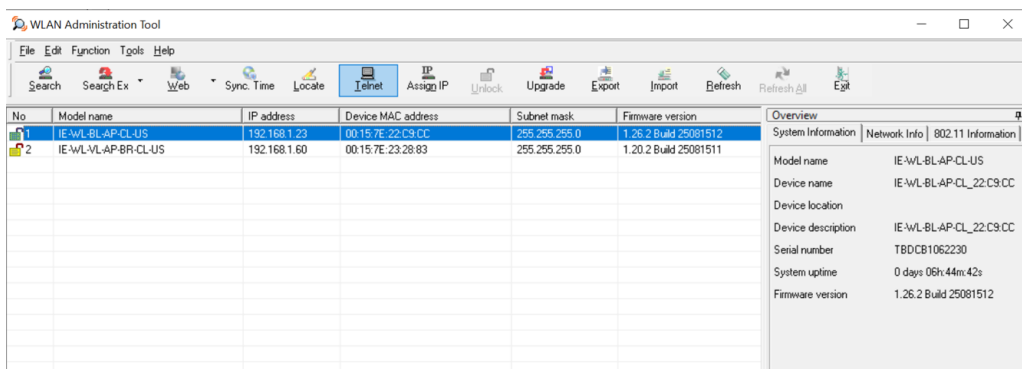 WLAN Administration Tool
File Edit Function Tools Help
Search Search Ex Web Sync. Time Locate Telnet Assign IP Unlock Upgrade Export Import Refresh Refresh All Exit
No Model name IP address Device MAC address Subnet mask Firmware version
1 IE-WL-BL-AP-CL-US 192.168.1.23 00:15:7E:22:C9:CC 255.255.255.0 1.26.2 Build 25081512
2 IE-WL-VL-AP-BR-CL-US 192.168.1.60 00:15:7E:23:28:83 255.255.255.0 1.20.2 Build 25081511
Overview
System Information Network Info 802.11 Information
Model name IE-WL-BL-AP-CL-US
Device name IE-WL-BL-AP-CL_22:C9:CC
Device location
Device description IE-WL-BL-AP-CL_22:C9:CC
Serial number TBDCB1062230
System uptime 0 days 06h:44m:42s
Firmware version 1.26.2 Build 25081512